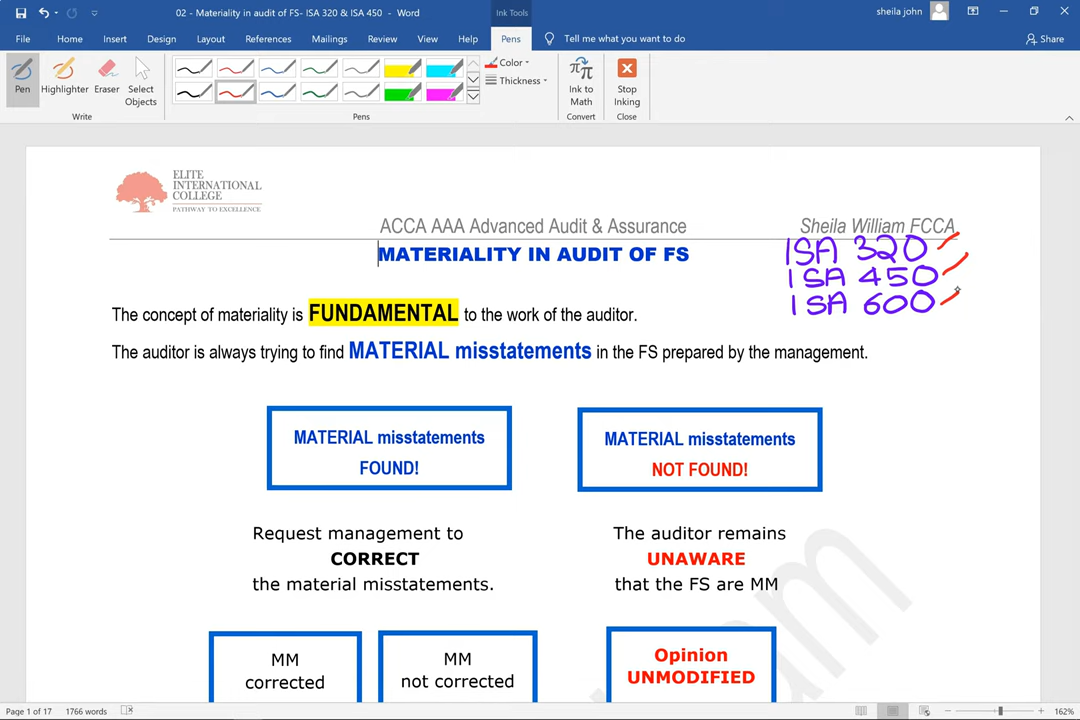 02 - Materiality in audit of FS- ISA 320 & ISA 450 - Word
Ink Tools
sheila john
File Home Insert Design Layout References Mailings Review View Help Pens Tell me what you want to do Share
Pen Highlighter Eraser Select Objects
Color
Thickness
Ink to Math
Stop Inking
Write Pens Convert Close
ELITE
INTERNATIONAL
COLLEGE
PATHWAY TO EXCELLENCE
ACCA AAA Advanced Audit & Assurance Sheila William FCCA
MATERIALITY IN AUDIT OF FS
ISA 320
ISA 450
ISA 600
The concept of materiality is FUNDAMENTAL to the work of the auditor.
The auditor is always trying to find MATERIAL misstatements in the FS prepared by the management.
MATERIAL misstatements
FOUND!
MATERIAL misstatements
NOT FOUND!
Request management to
CORRECT
the material misstatements.
The auditor remains
UNAWARE
that the FS are MM
MM
corrected
MM
not corrected
Opinion
UNMODIFIED
Page 1 of 17 1766 words 162%